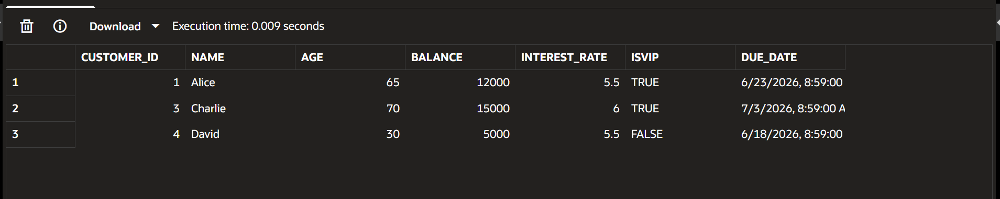 Download Execution time: 0.009 seconds
CUSTOMER_ID NAME AGE BALANCE INTEREST_RATE ISVIP DUE_DATE
1 1 Alice 65 12000 5.5 TRUE 6/23/2026, 8:59:00
2 3 Charlie 70 15000 6 TRUE 7/3/2026, 8:59:00 A
3 4 David 30 5000 5.5 FALSE 6/18/2026, 8:59:00